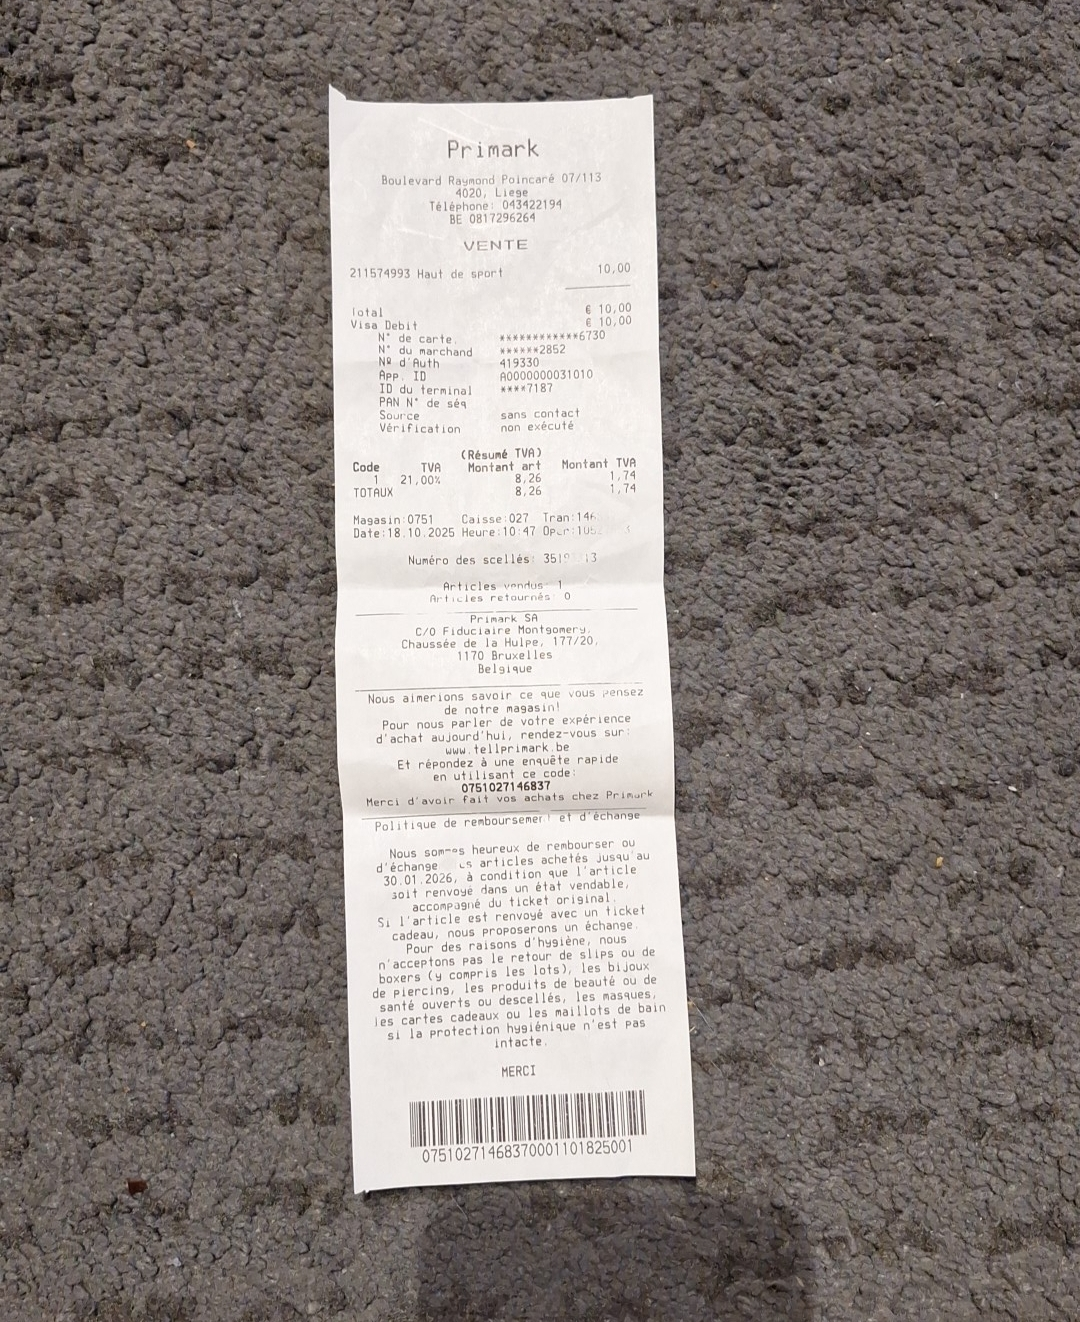 Primark
Boulevard Raymond Poincaré 07/113
4020, Liege
Téléphone: 043422194
BE 0817296264
VENTE
211574993 Haut de sport 10,00
Total € 10,00
Visa Debit € 10,00
N° de carte. ************6730
N° du marchand ******2852
Nº d'Auth 419330
App. ID A0000000031010
ID du terminal ****7187
PAN N° de séq
Source sans contact
Vérification non exécuté
(Résumé TVA)
Code TVA Montant art Montant TVA
1 21,00% 8,26 1,74
TOTAUX 8,26 1,74
Magasin:0751 Caisse:027
Date:18.10.2025 Heure:10:47
Numéro des scellés:
Articles vendus: 1
Articles retournés: 0
Primark SA
C/O Fiduciaire Montgomery,
Chaussée de la Hulpe, 177/20,
1170 Bruxelles
Belgique
Nous aimerions savoir ce que vous pensez
de notre magasin!
Pour nous parler de votre expérience
d'achat aujourd'hui, rendez-vous sur:
www.tellprimark.be
Et répondez à une enquête rapide
en utilisant ce code:
0751027146837
Merci d'avoir fait vos achats chez Primark
Politique de remboursement et d'échange
Nous sommes heureux de rembourser ou
articles achetés jusqu'au
30.01.2026, à condition que l'article
soit renvoyé dans un état vendable,
accompagné du ticket original.
Si l'article est renvoyé avec un ticket
cadeau, nous proposerons un échange.
Pour des raisons d'hygiène, nous
n'acceptons pas le retour de slips ou de
boxers (y compris les lots), les bijoux
de piercing, les produits de beauté ou de
santé ouverts ou descellés, les masques,
les cartes cadeaux ou les maillots de bain
si la protection hygiénique n'est pas
intacte.
MERCI
07510271468370001101825001